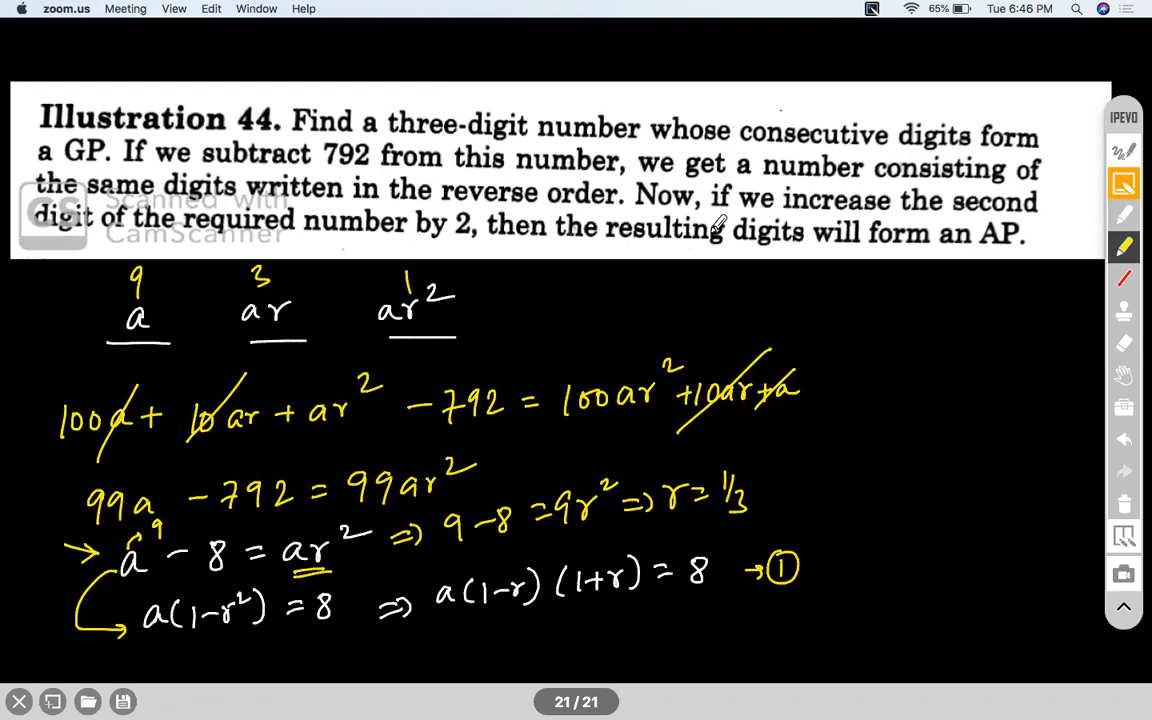 zoom.us Meeting View Edit Window Help 65% Tue 6:46 PM
Illustration 44. Find a three-digit number whose consecutive digits form
a GP. If we subtract 792 from this number, we get a number consisting of
the same digits written in the reverse order. Now, if we increase the second
digit of the required number by 2, then the resulting digits will form an AP.
CS Scanned with
CamScanner
IPEVO
9 3 1
a ar ar²
100a + 10ar + ar² - 792 = 100ar² + 10ar + a
99a - 792 = 99ar²
9
a - 8 = ar² ⇒ 9 - 8 = 9r² ⇒ r = 1/3
a(1-r²) = 8 ⇒ a(1-r)(1+r) = 8 → ①
21 / 21